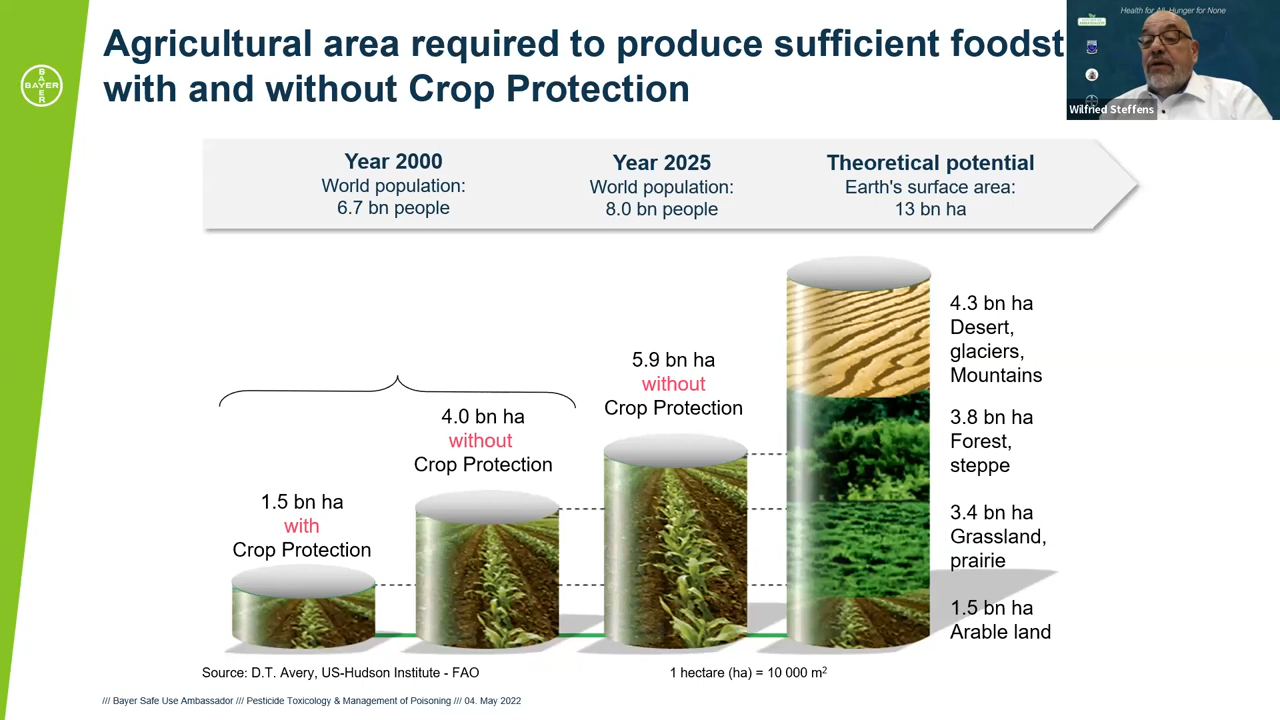 Agricultural area required to produce sufficient foodst
with and without Crop Protection
Health for All, Hunger for None
Wilfried Steffens
BAYER
BAYER
Year 2000
World population:
6.7 bn people
Year 2025
World population:
8.0 bn people
Theoretical potential
Earth's surface area:
13 bn ha
1.5 bn ha
with
Crop Protection
4.0 bn ha
without
Crop Protection
5.9 bn ha
without
Crop Protection
4.3 bn ha
Desert,
glaciers,
Mountains
3.8 bn ha
Forest,
steppe
3.4 bn ha
Grassland,
prairie
1.5 bn ha
Arable land
Source: D.T. Avery, US-Hudson Institute - FAO
1 hectare (ha) = 10 000 m²
/// Bayer Safe Use Ambassador /// Pesticide Toxicology & Management of Poisoning /// 04. May 2022